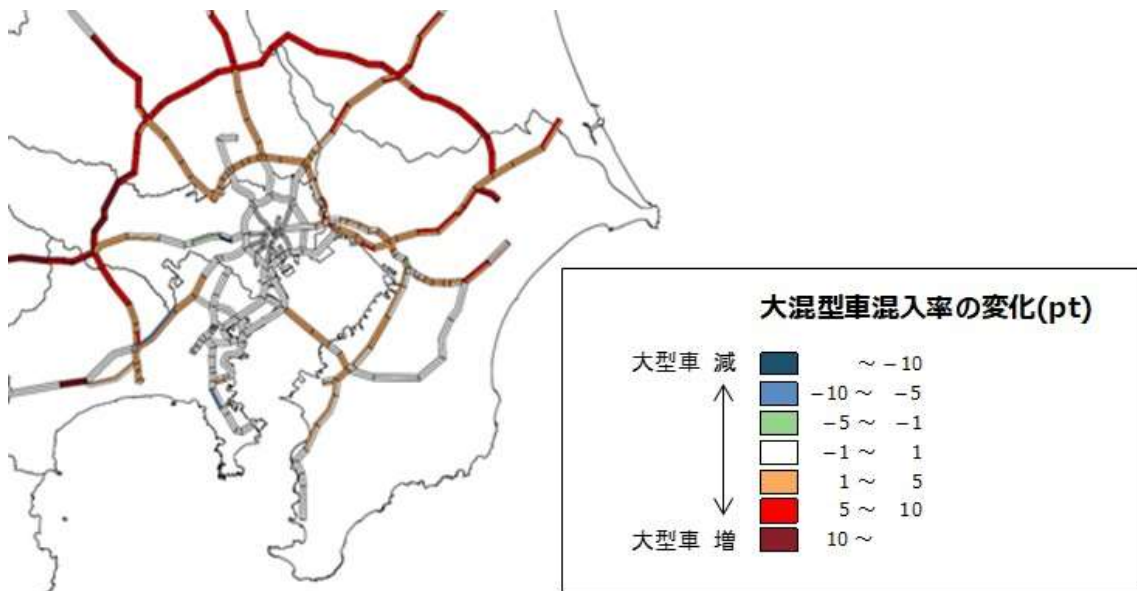 大混型車混入率の変化(pt)
大型車 減
～ －10
－10 ～ －5
－5 ～ －1
－1 ～ 1
1 ～ 5
5 ～ 10
大型車 増
10 ～